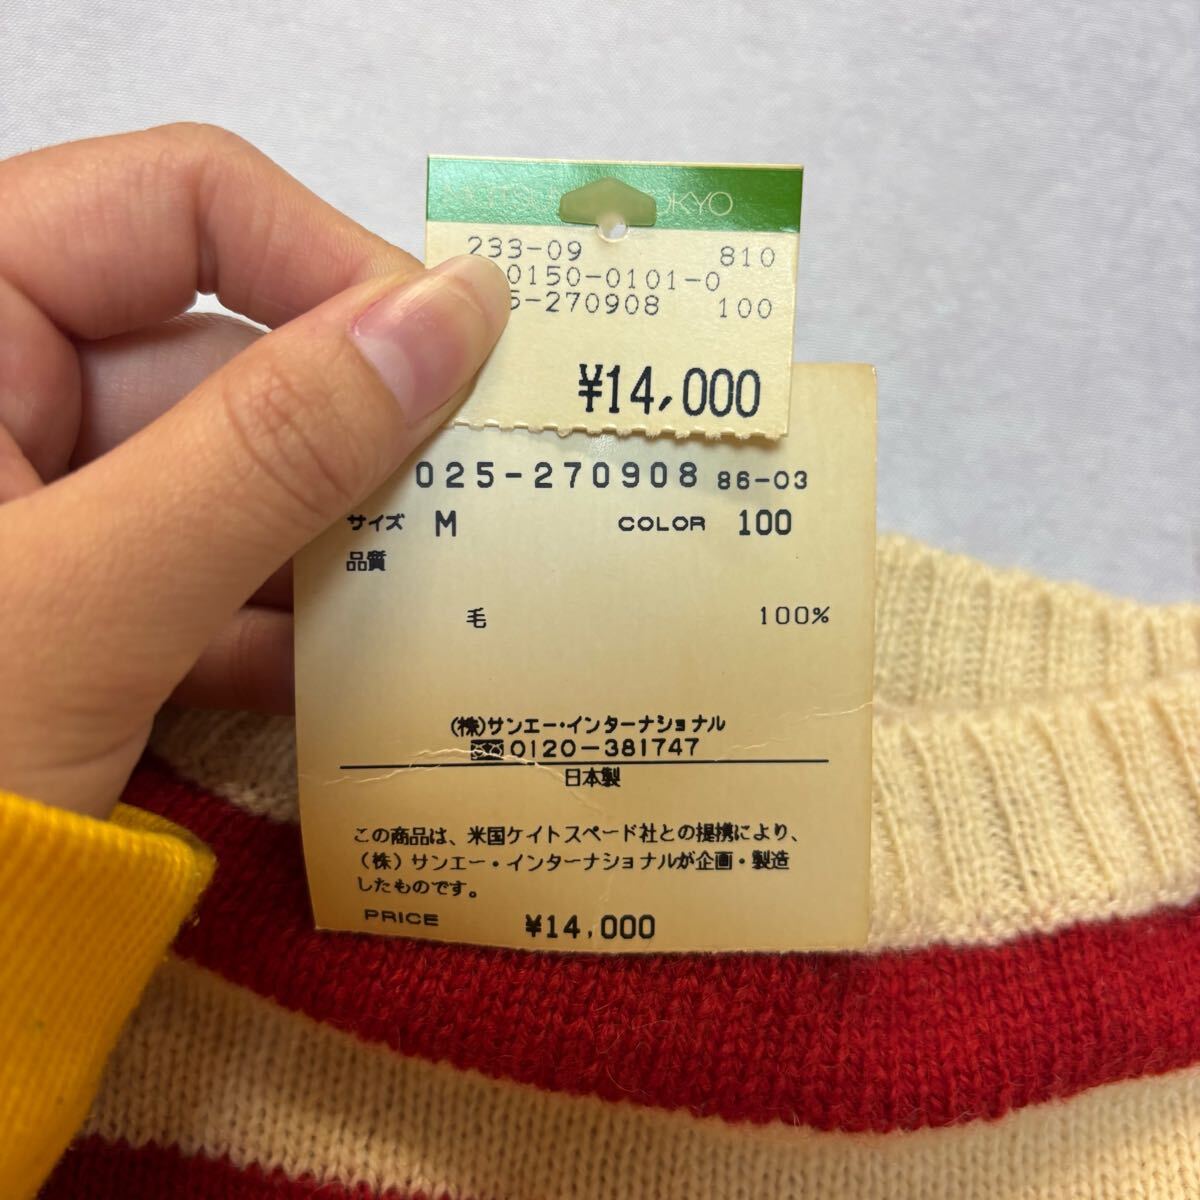 233-09 810
0150-0101-0
5-270908 100
¥14,000
025-270908 86-03
サイズ M COLOR 100
品質
毛 100%
(株)サンエー・インターナショナル
0120-381747
日本製
この商品は、米国ケイトスペード社との提携により、
(株)サンエー・インターナショナルが企画・製造
したものです。
PRICE ¥14,000